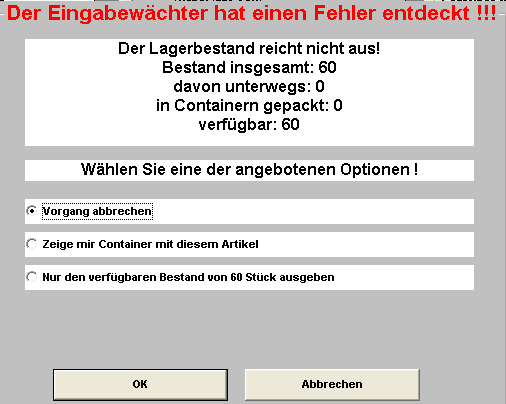 Der Eingabewächter hat einen Fehler entdeckt !!!
Der Lagerbestand reicht nicht aus!
Bestand insgesamt: 60
davon unterwegs: 0
in Containern gepackt: 0
verfügbar: 60
Wählen Sie eine der angebotenen Optionen !
Vorgang abbrechen
Zeige mir Container mit diesem Artikel
Nur den verfügbaren Bestand von 60 Stück ausgeben
OK Abbrechen